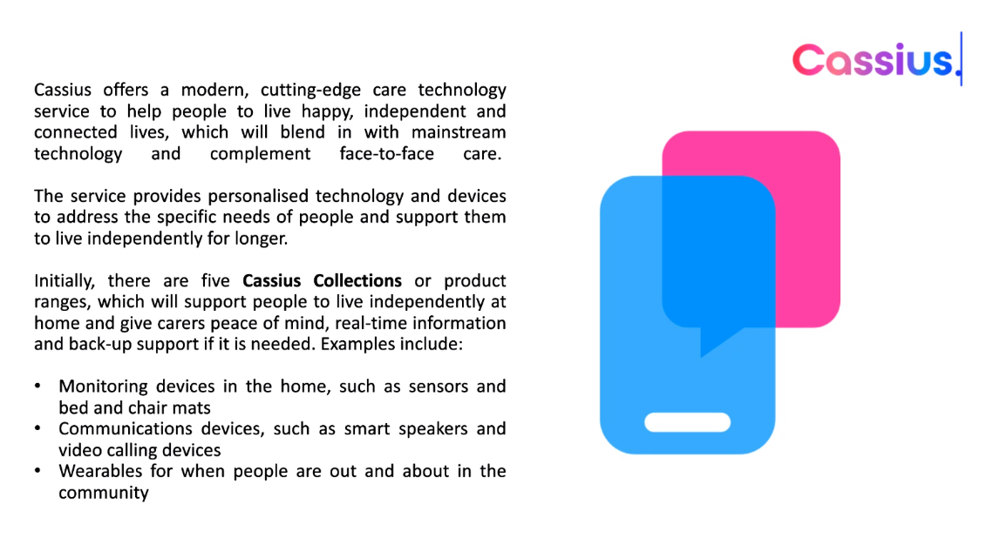 Cassius.
Cassius offers a modern, cutting-edge care technology
service to help people to live happy, independent and
connected lives, which will blend in with mainstream
technology and complement face-to-face care.
The service provides personalised technology and devices
to address the specific needs of people and support them
to live independently for longer.
Initially, there are five Cassius Collections or product
ranges, which will support people to live independently at
home and give carers peace of mind, real-time information
and back-up support if it is needed. Examples include:
• Monitoring devices in the home, such as sensors and
bed and chair mats
• Communications devices, such as smart speakers and
video calling devices
• Wearables for when people are out and about in the
community